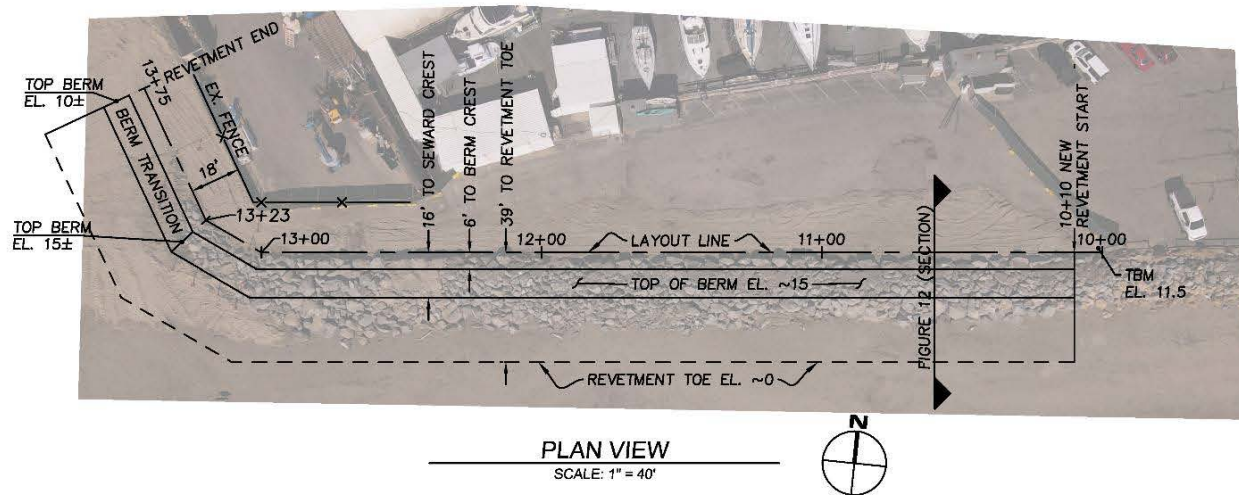 TOP BERM
EL. 10±
13+75
REVETMENT END
EX. FENCE
BERM TRANSITION
18'
13+23
TOP BERM
EL. 15±
13+00
16' TO SEWARD CREST
6' TO BERM CREST
39' TO REVETMENT TOE
12+00
LAYOUT LINE
11+00
TOP OF BERM EL. ~15
FIGURE 12 (SECTION)
10+10 NEW
REVETMENT START
10+00
TBM
EL. 11.5
REVETMENT TOE EL. ~0
N
PLAN VIEW
SCALE: 1" = 40'